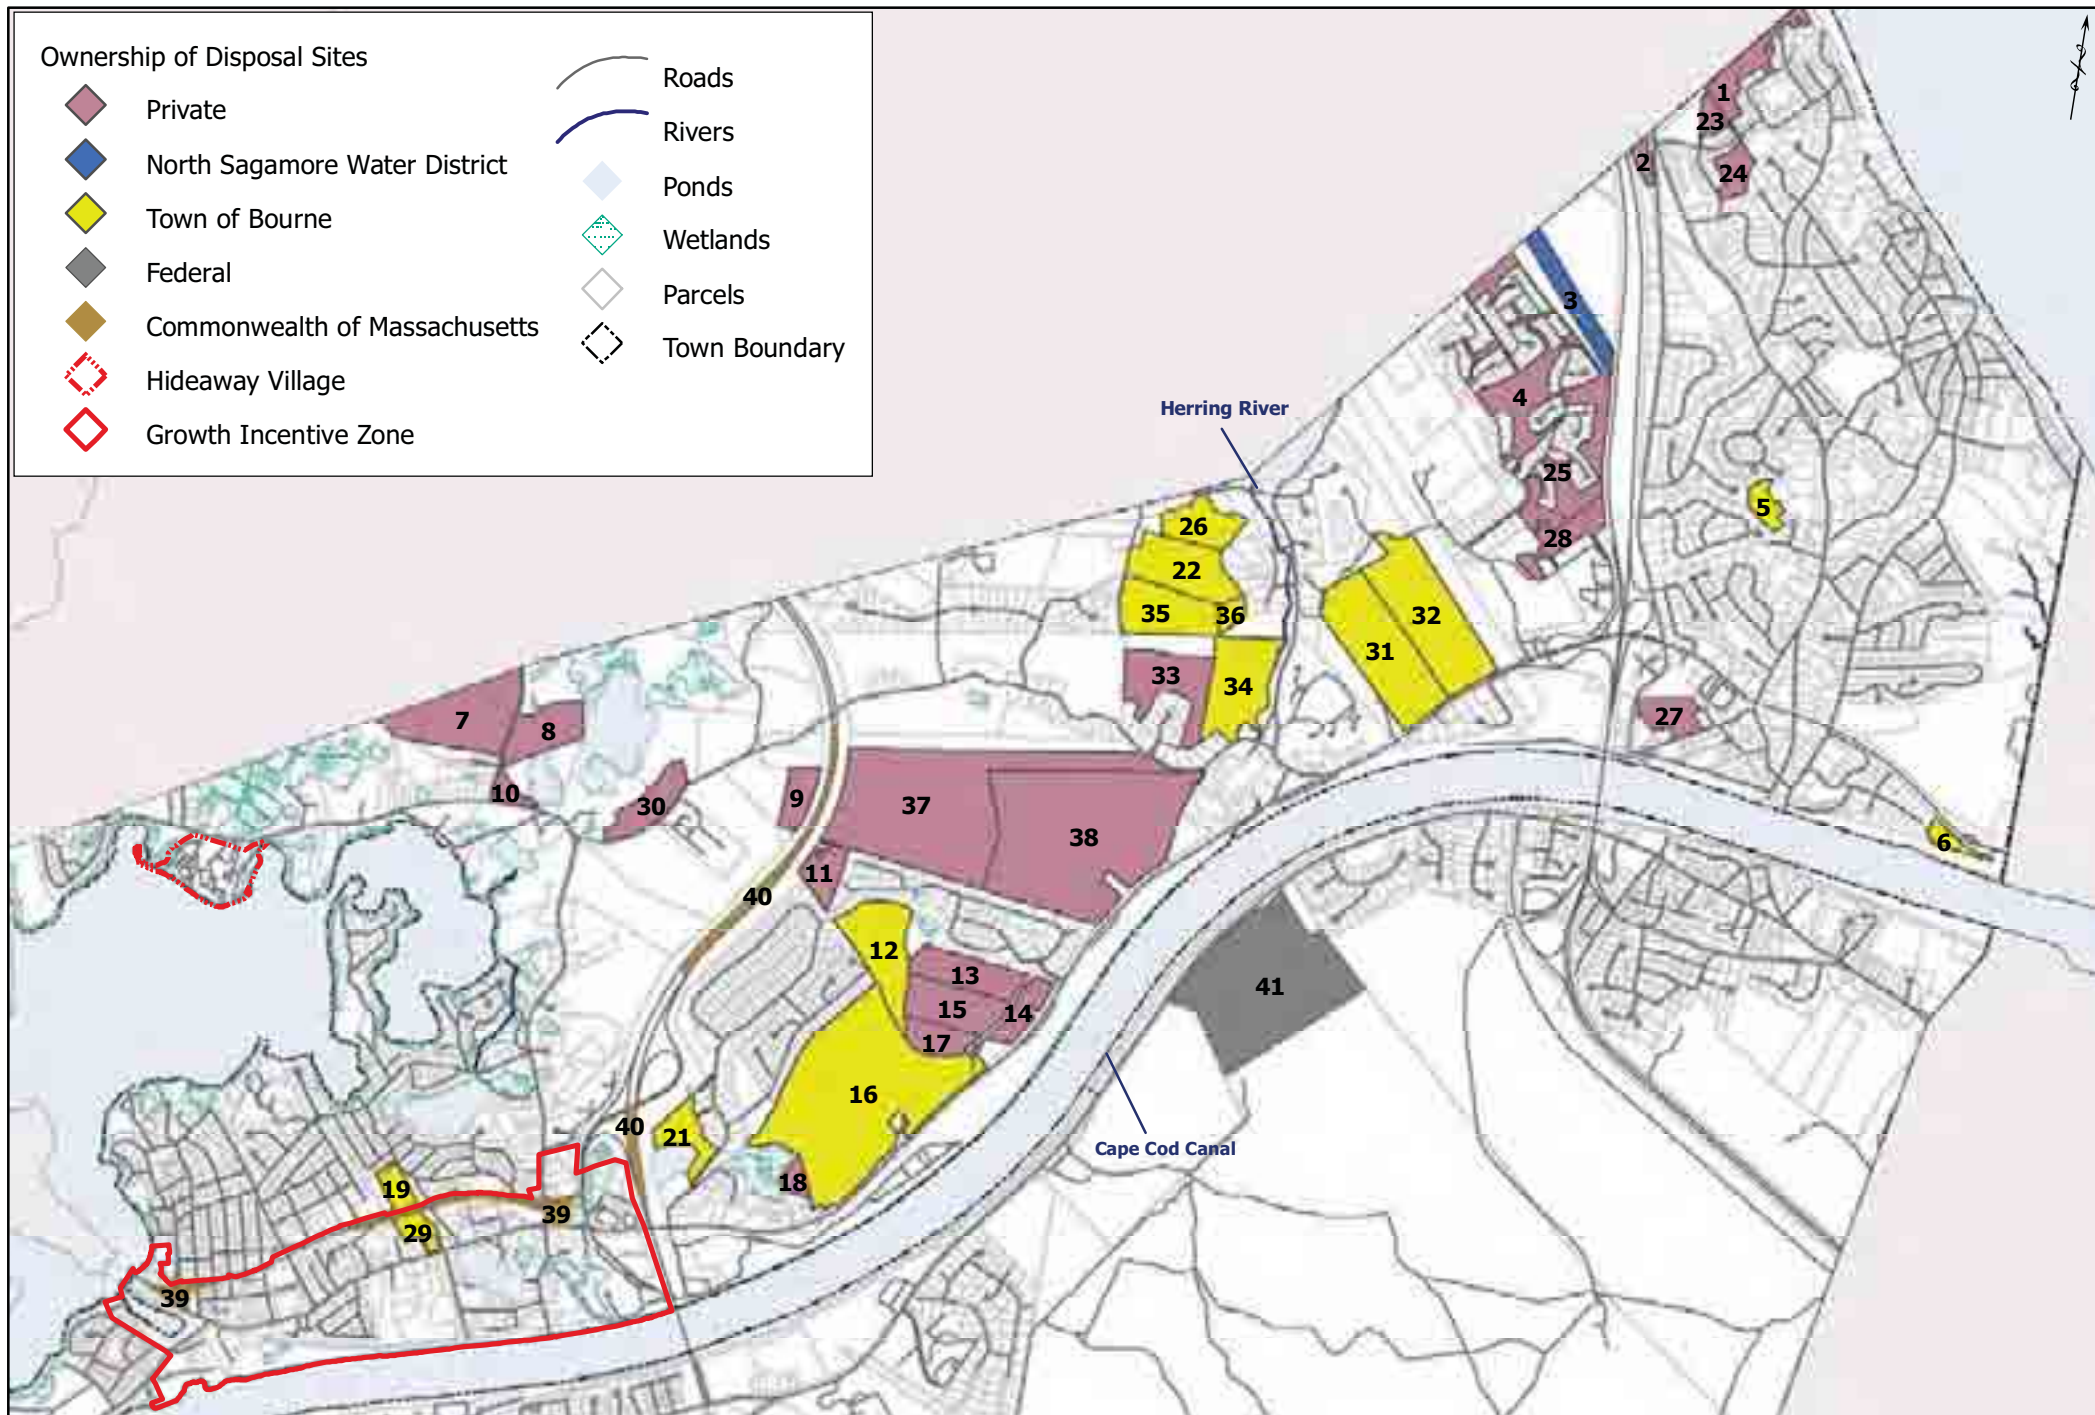 Ownership of Disposal Sites
Private
North Sagamore Water District
Town of Bourne
Federal
Commonwealth of Massachusetts
Hideaway Village
Growth Incentive Zone
Roads
Rivers
Ponds
Wetlands
Parcels
Town Boundary
1
23
2
24
3
4
Herring River
25
5
26
28
22
35
36
32
31
33
34
7
8
27
10
30
9
37
38
6
11
40
12
13
41
15
14
17
16
40
21
Cape Cod Canal
18
19
39
29
39